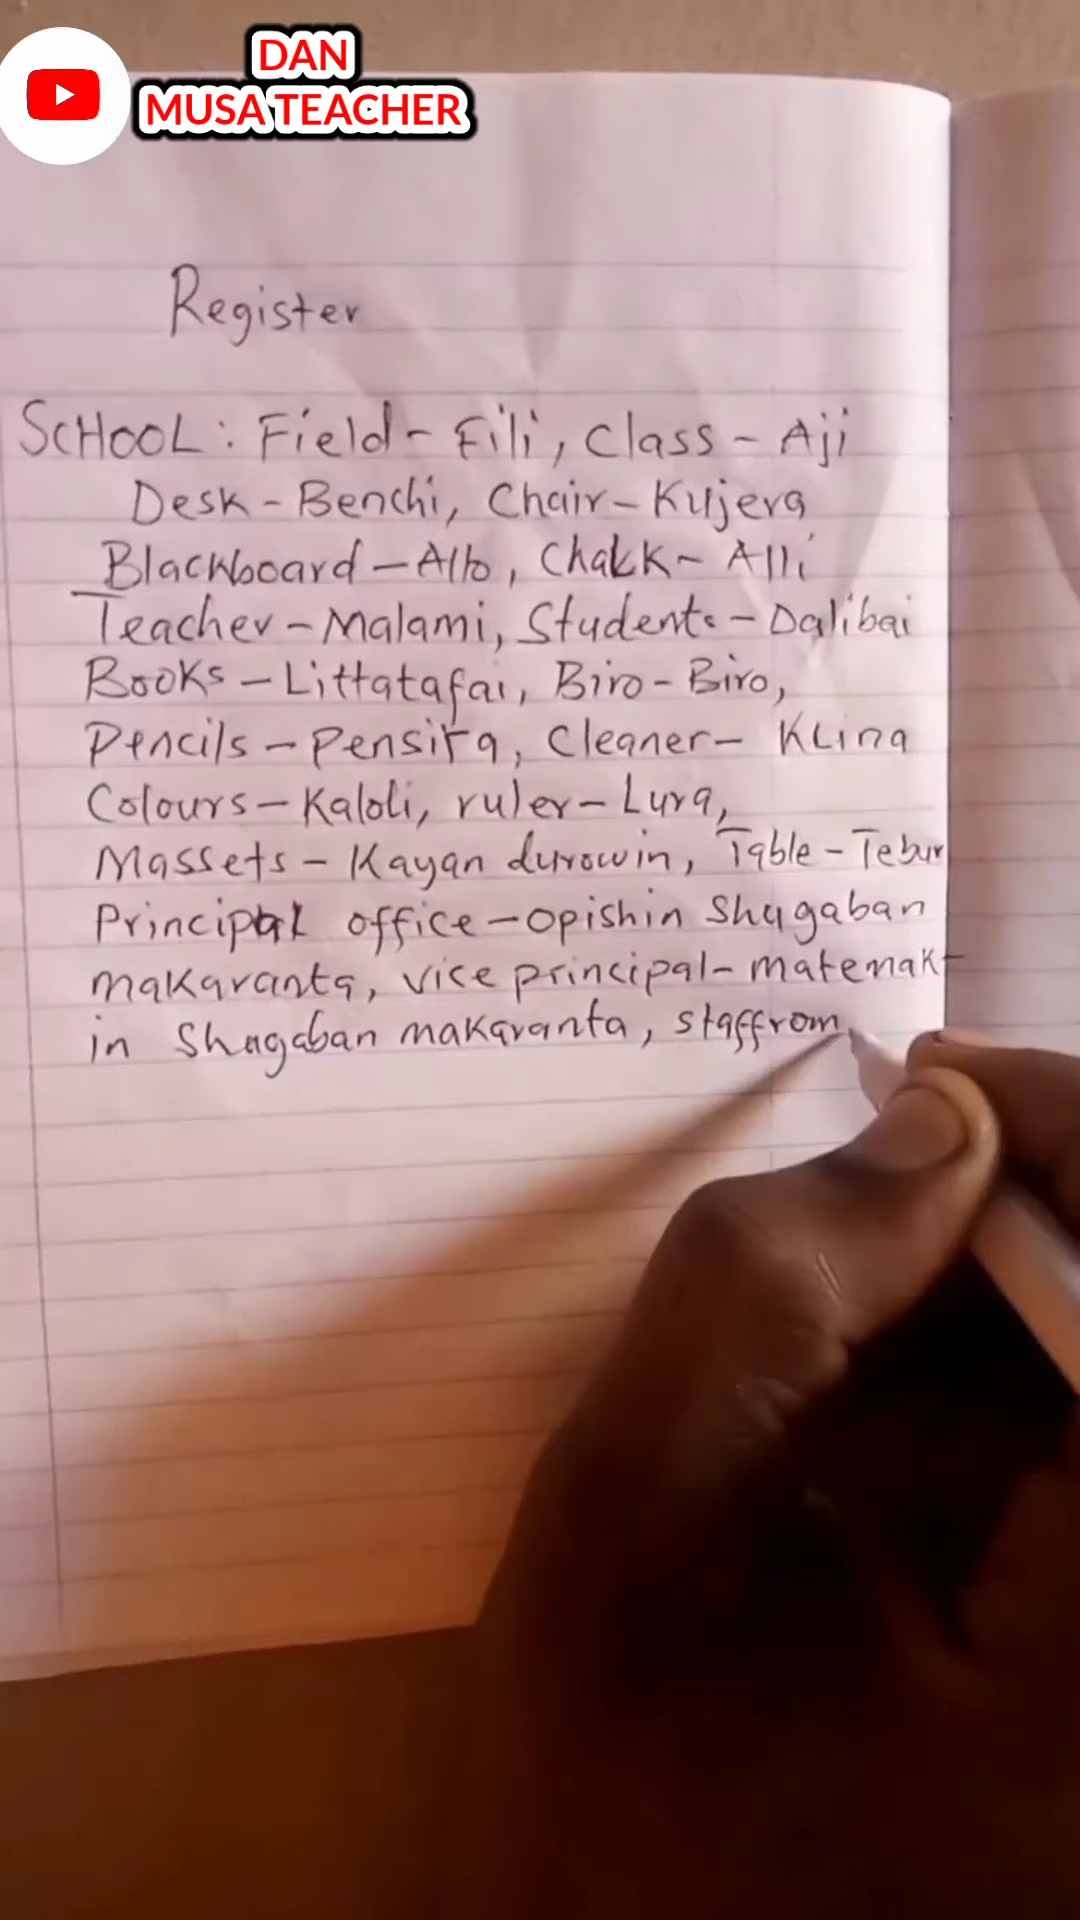 DAN
MUSA TEACHER
Register
SCHOOL: Field - Fili, Class - Aji
Desk - Benchi, Chair - Kujera
Blackboard - Allo, Chalk - Alli
Teacher - Malami, Students - Dalibai
Books - Littatafai, Biro - Biro,
Pencils - Pensira, Cleaner - Klina
Colours - Kaloli, ruler - Lura,
Massets - Kayan durowin, Table - Tebur
Principal office - Opishin Shugaban
makaranta, vice principal - matemak
in Shugaban makaranta, staffrom